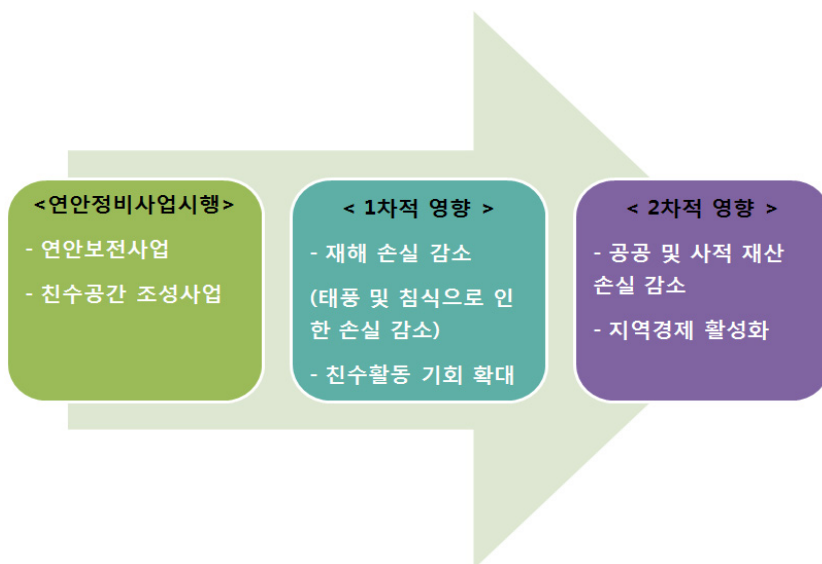 <연안정비사업시행>
- 연안보전사업
- 친수공간 조성사업
< 1차적 영향 >
- 재해 손실 감소
(태풍 및 침식으로 인
한 손실 감소)
- 친수활동 기회 확대
< 2차적 영향 >
- 공공 및 사적 재산
손실 감소
- 지역경제 활성화